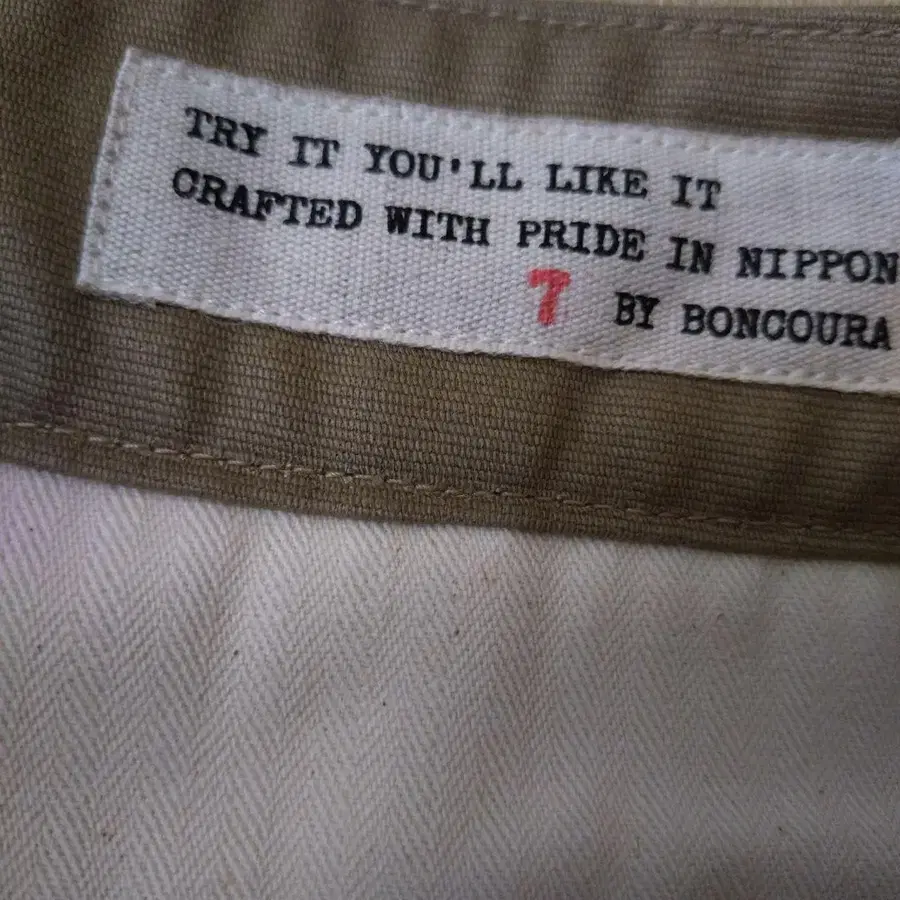 TRY IT YOU'LL LIKE IT
CRAFTED WITH PRIDE IN NIPPON
7 BY BONCOURA